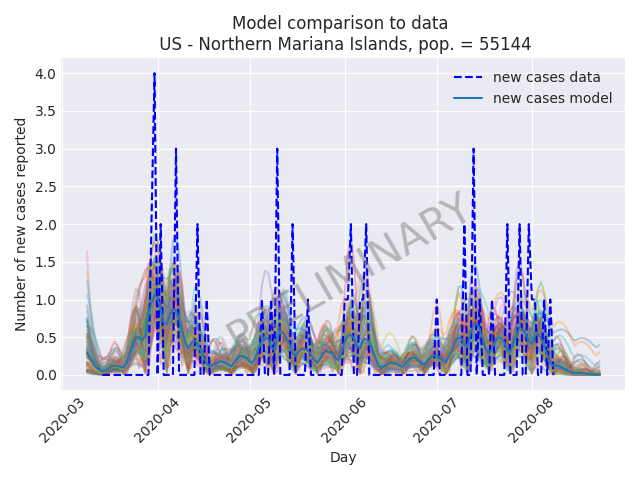 Model comparison to data
US - Northern Mariana Islands, pop. = 55144
4.0
3.5
3.0
2.5
2.0
1.5
1.0
0.5
0.0
Number of new cases reported
new cases data
new cases model
PRELIMINARY
2020-03
2020-04
2020-05
2020-06
2020-07
2020-08
Day